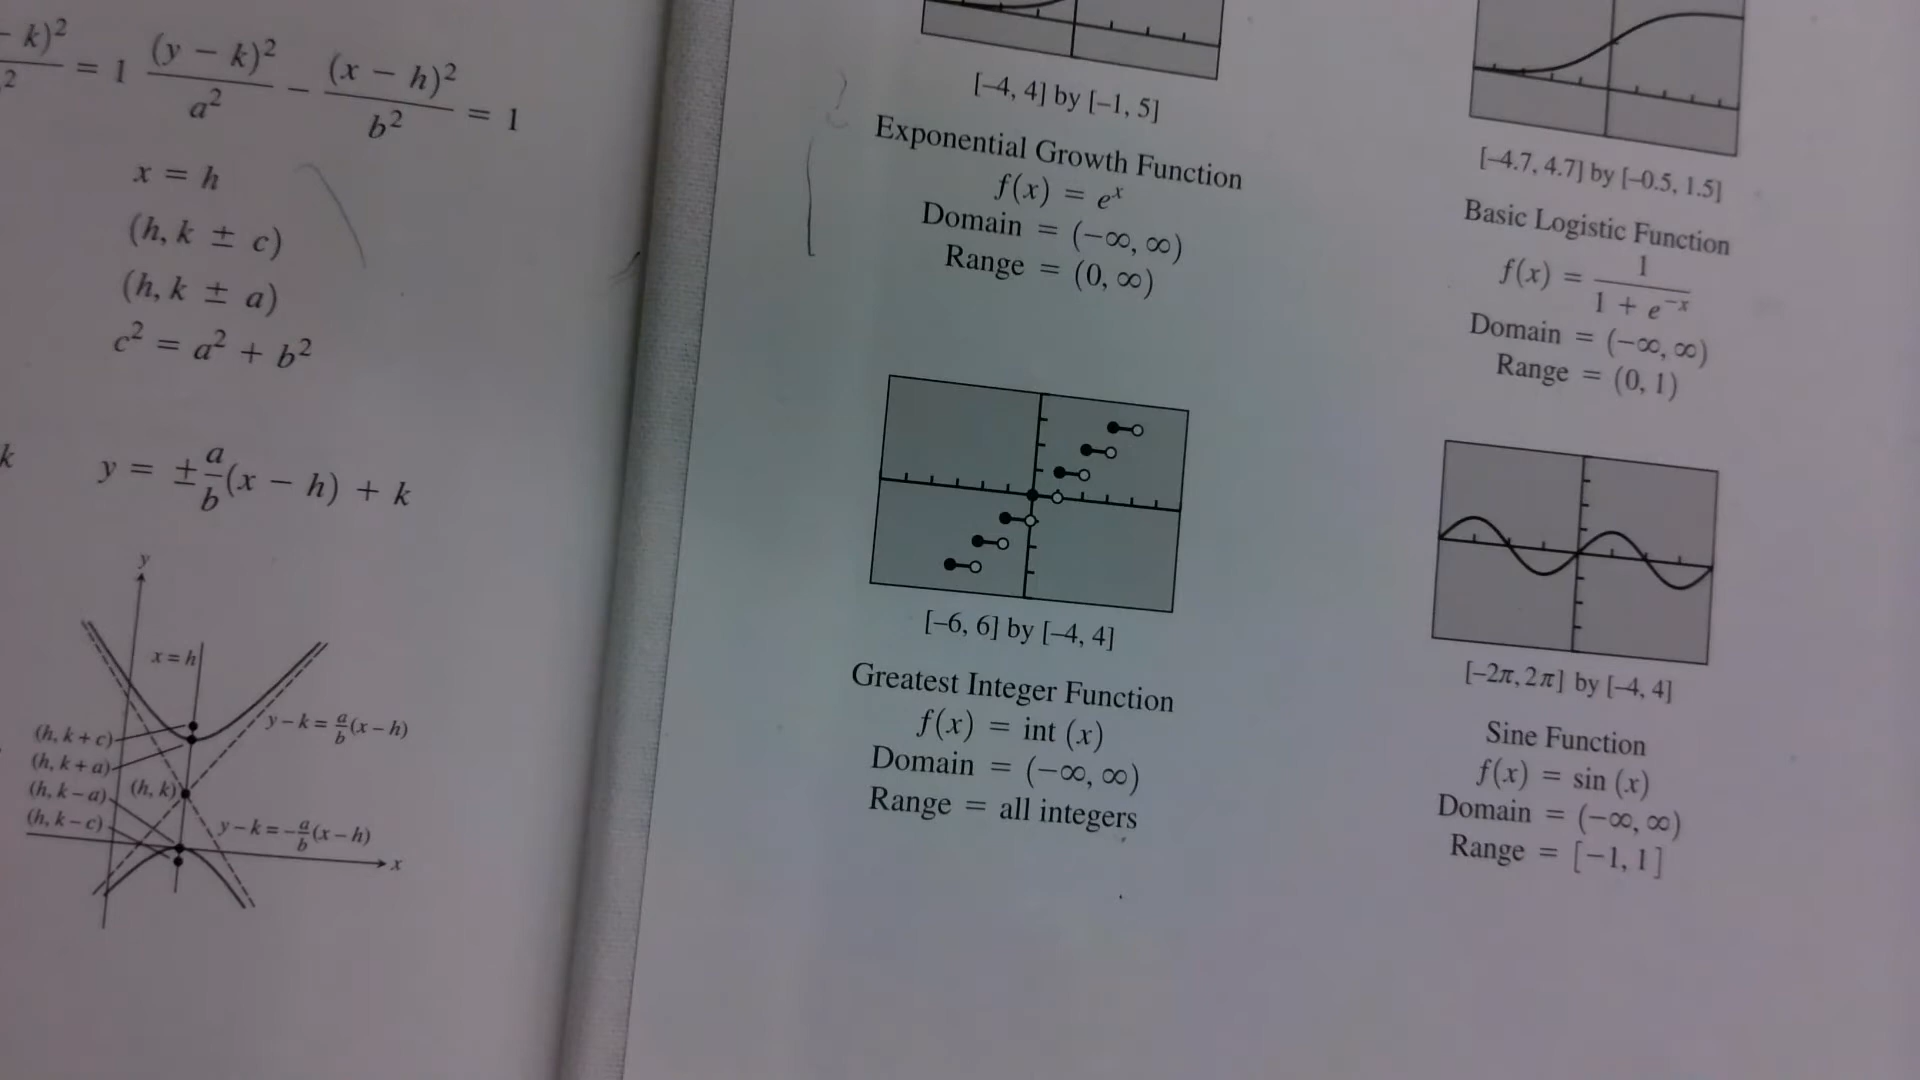 – k)²
2
= 1
(y − k)²/a² − (x − h)²/b² = 1
x = h
(h, k ± c)
(h, k ± a)
c² = a² + b²
k
y = ±a/b(x − h) + k
y
x = h
(h, k + c)
y − k = a/b(x − h)
(h, k + a)
(h, k − a)
(h, k)
(h, k − c)
y − k = −a/b(x − h)
x
[–4, 4] by [–1, 5]
Exponential Growth Function
f(x) = eˣ
Domain = (−∞, ∞)
Range = (0, ∞)
[–4.7, 4.7] by [–0.5, 1.5]
Basic Logistic Function
f(x) = 1/(1 + e⁻ˣ)
Domain = (−∞, ∞)
Range = (0, 1)
[–6, 6] by [–4, 4]
Greatest Integer Function
f(x) = int (x)
Domain = (−∞, ∞)
Range = all integers
[–2π, 2π] by [–4, 4]
Sine Function
f(x) = sin (x)
Domain = (−∞, ∞)
Range = [−1, 1]